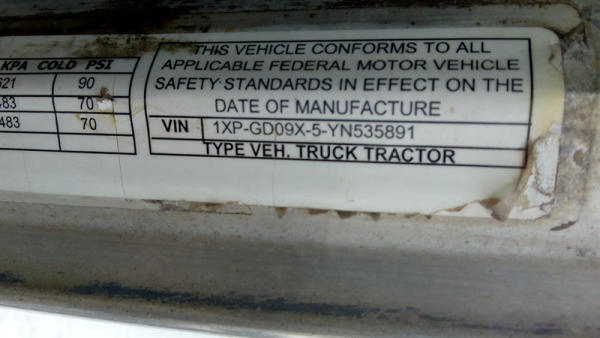 KPA COLD PSI
621 90
483 70
483 70
THIS VEHICLE CONFORMS TO ALL
APPLICABLE FEDERAL MOTOR VEHICLE
SAFETY STANDARDS IN EFFECT ON THE
DATE OF MANUFACTURE
VIN 1XP-GD09X-5-YN535891
TYPE VEH. TRUCK TRACTOR